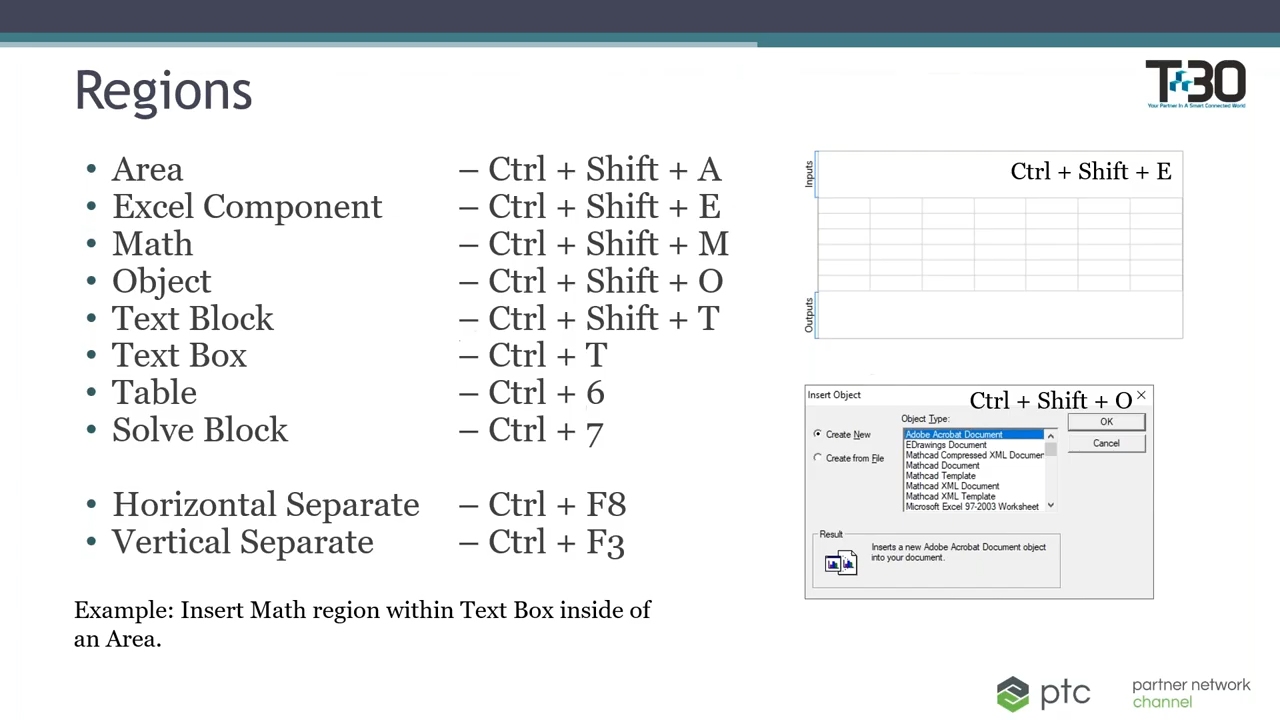 Regions
T30
Your Partner In A Smart Connected World
• Area – Ctrl + Shift + A
• Excel Component – Ctrl + Shift + E
• Math – Ctrl + Shift + M
• Object – Ctrl + Shift + O
• Text Block – Ctrl + Shift + T
• Text Box – Ctrl + T
• Table – Ctrl + 6
• Solve Block – Ctrl + 7
• Horizontal Separate – Ctrl + F8
• Vertical Separate – Ctrl + F3
Example: Insert Math region within Text Box inside of
an Area.
Inputs
Ctrl + Shift + E
Outputs
Insert Object
Ctrl + Shift + O
Object Type:
Create New
Create from File
Adobe Acrobat Document
EDrawings Document
Mathcad Compressed XML Documen
Mathcad Document
Mathcad Template
Mathcad XML Document
Mathcad XML Template
Microsoft Excel 97-2003 Worksheet
OK
Cancel
Result
Inserts a new Adobe Acrobat Document object
into your document.
ptc
partner network
channel